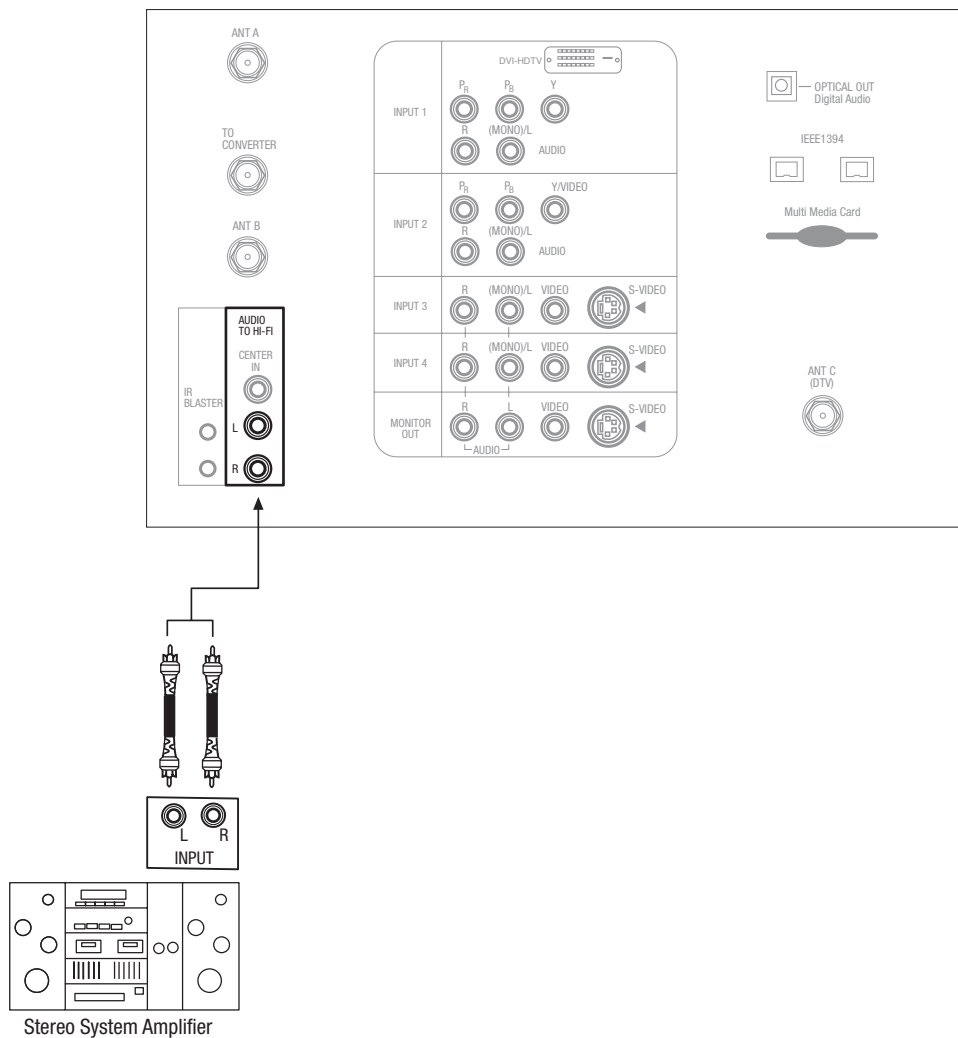 ANT A
TO
CONVERTER
ANT B
IR
BLASTER
AUDIO
TO HI-FI
CENTER
IN
L
R
DVI-HDTV
INPUT 1
PR PB Y
R (MONO)/L AUDIO
INPUT 2
PR PB Y/VIDEO
R (MONO)/L AUDIO
INPUT 3
R (MONO)/L VIDEO S-VIDEO
INPUT 4
R (MONO)/L VIDEO S-VIDEO
MONITOR
OUT
R L VIDEO S-VIDEO
AUDIO
OPTICAL OUT
Digital Audio
IEEE1394
Multi Media Card
ANT C
(DTV)
L R
INPUT
Stereo System Amplifier